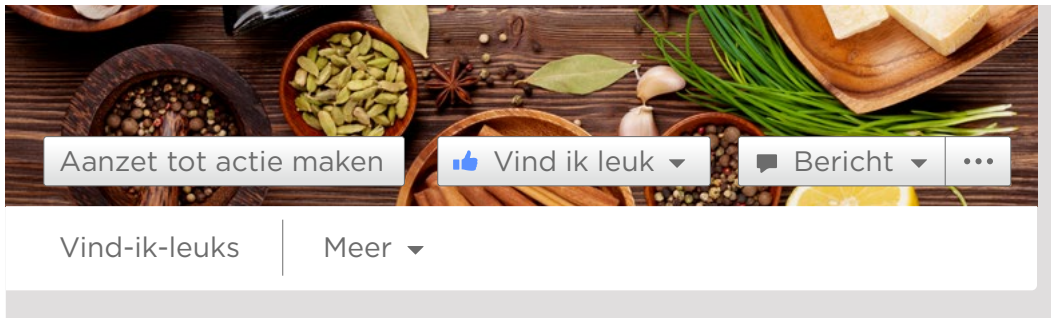 Aanzet tot actie maken
Vind ik leuk
Bericht
Vind-ik-leuks
Meer